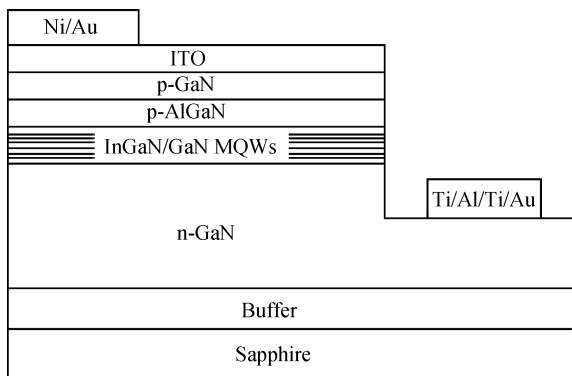 Ni/Au
ITO
p-GaN
p-AlGaN
InGaN/GaN MQWs
Ti/Al/Ti/Au
n-GaN
Buffer
Sapphire